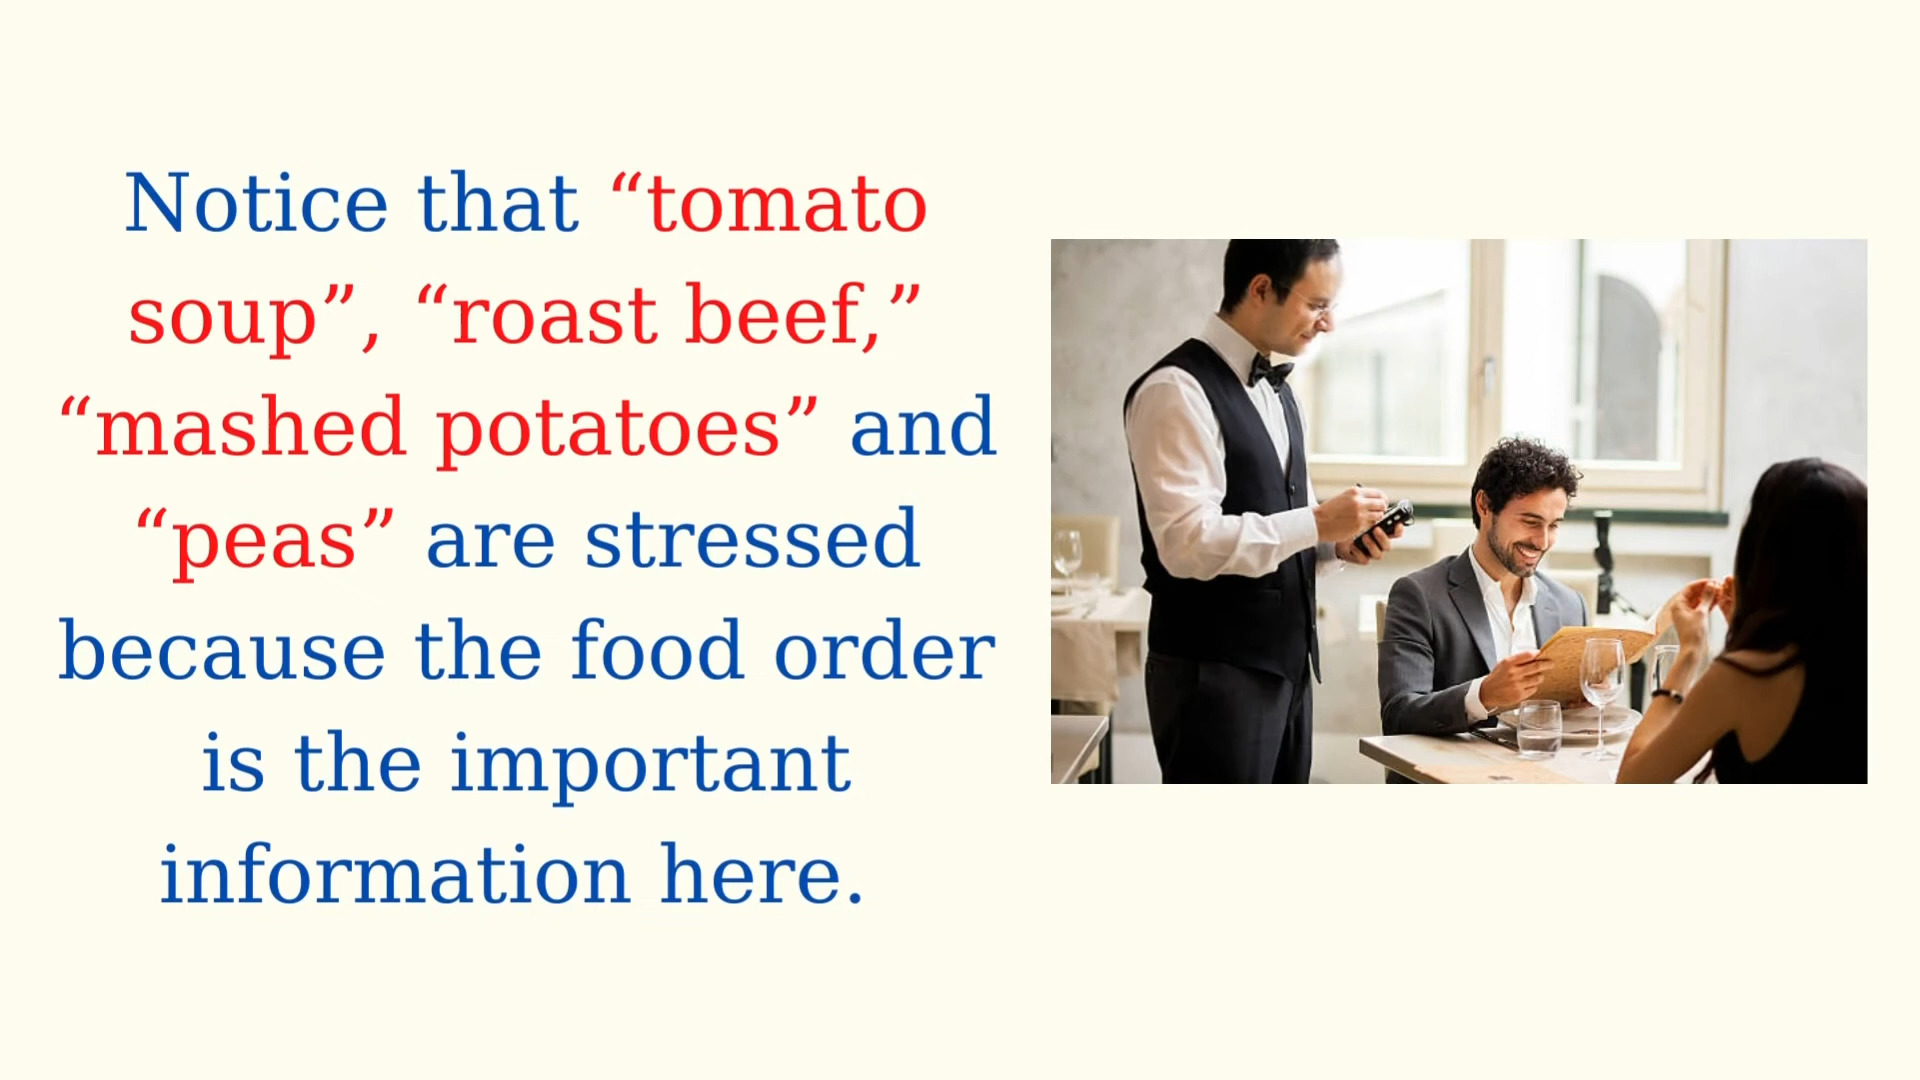 Notice that “tomato
soup”, “roast beef,”
“mashed potatoes” and
“peas” are stressed
because the food order
is the important
information here.